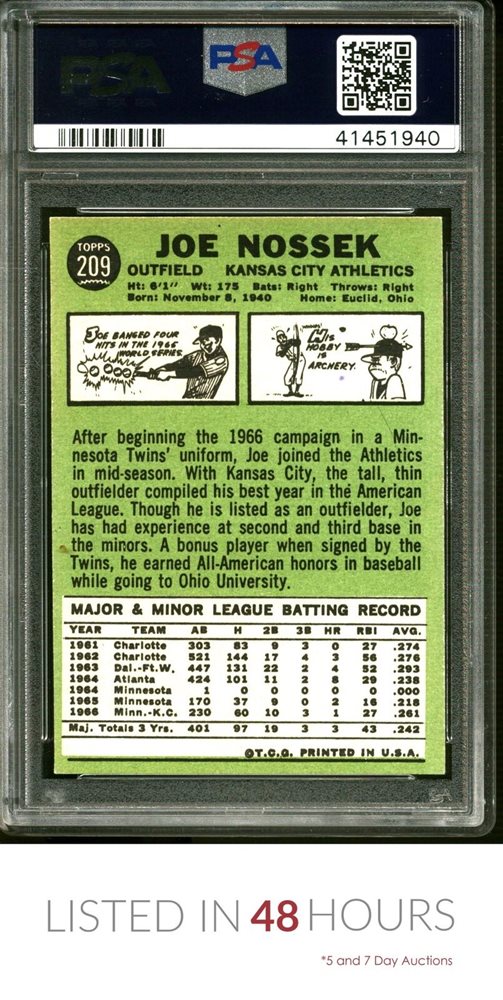 PSA
PSA
41451940
TOPPS
209
JOE NOSSEK
OUTFIELD KANSAS CITY ATHLETICS
Ht: 6'1" Wt: 175 Bats: Right Throws: Right
Born: November 8, 1940 Home: Euclid, Ohio
JOE BANGED FOUR
HITS IN THE 1966
WORLD SERIES.
HIS
HOBBY
IS
ARCHERY.
After beginning the 1966 campaign in a Min-
nesota Twins' uniform, Joe joined the Athletics
in mid-season. With Kansas City, the tall, thin
outfielder compiled his best year in the American
League. Though he is listed as an outfielder, Joe
has had experience at second and third base in
the minors. A bonus player when signed by the
Twins, he earned All-American honors in baseball
while going to Ohio University.
MAJOR & MINOR LEAGUE BATTING RECORD
YEAR TEAM AB H 2B 3B HR RBI AVG.
1961 Charlotte 303 83 9 3 0 27 .274
1962 Charlotte 521 144 17 4 3 56 .276
1963 Dal.-Ft.W. 447 131 22 2 4 52 .293
1964 Atlanta 424 101 11 2 8 29 .238
1964 Minnesota 1 0 0 0 0 0 .000
1965 Minnesota 170 37 9 0 2 16 .218
1966 Minn.-K.C. 230 60 10 3 1 27 .261
Maj. Totals 3 Yrs. 401 97 19 3 3 43 .242
©T.C.G. PRINTED IN U.S.A.
PSA
LISTED IN 48 HOURS
*5 and 7 Day Auctions